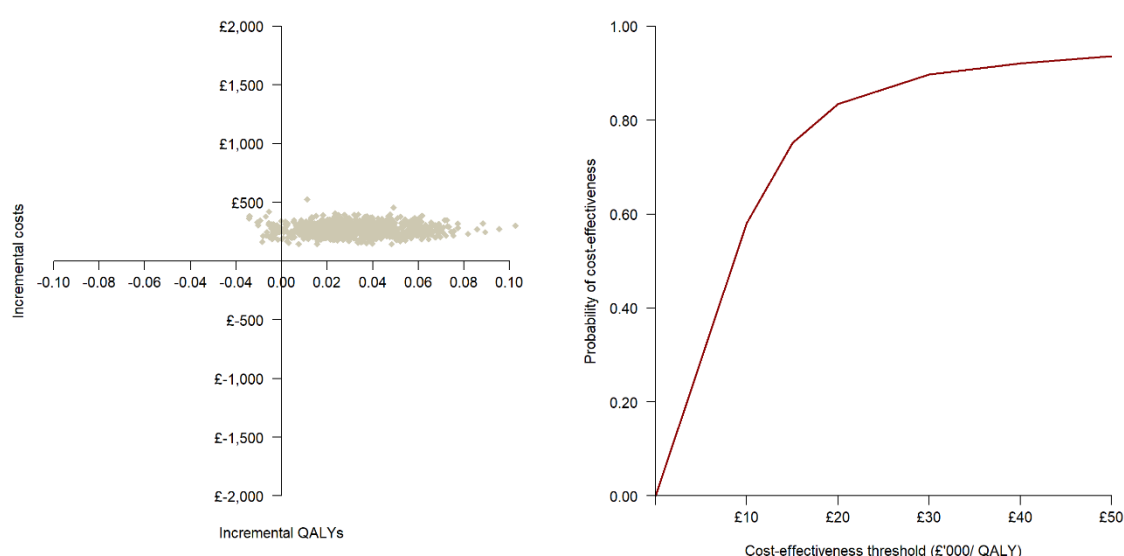 £2,000
£1,500
£1,000
£500
-0.10 -0.08 -0.06 -0.04 -0.02 0.00 0.02 0.04 0.06 0.08 0.10
£-500
£-1,000
£-1,500
£-2,000
Incremental costs
Incremental QALYs
1.00
0.80
0.60
0.40
0.20
0.00
£10 £20 £30 £40 £50
Probability of cost-effectiveness
Cost-effectiveness threshold (£'000/ QALY)